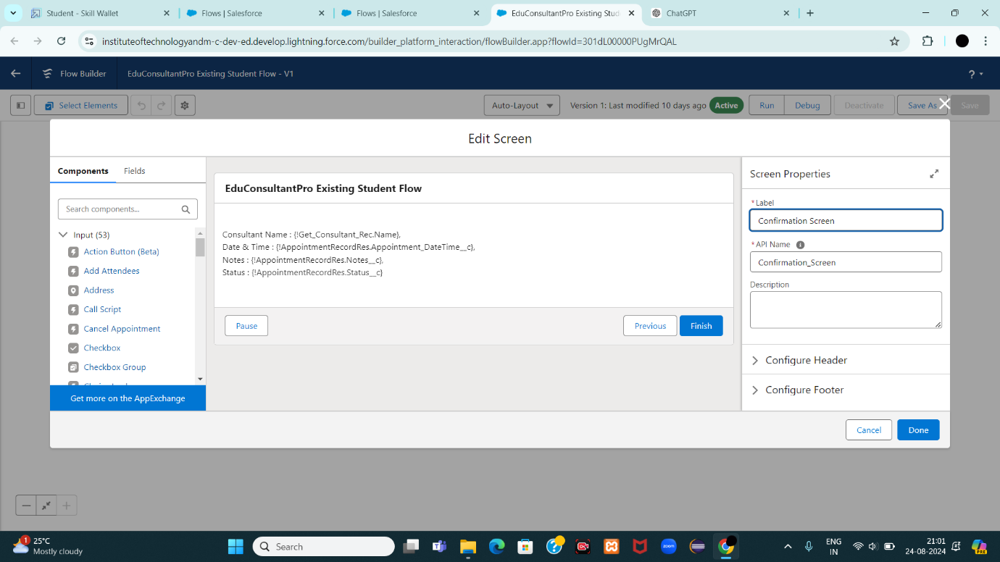 Student - Skill Wallet
Flows | Salesforce
Flows | Salesforce
EduConsultantPro Existing Stud
ChatGPT
instituteoftechnologyandm-c-dev-ed.develop.lightning.force.com/builder_platform_interaction/flowBuilder.app?flowId=301dL00000PUgMrQAL
Flow Builder
EduConsultantPro Existing Student Flow - V1
?
Select Elements
Auto-Layout
Version 1: Last modified 10 days ago
Active
Run
Debug
Deactivate
Save As
Save
Edit Screen
Components
Fields
Search components...
Input (53)
Action Button (Beta)
Add Attendees
Address
Call Script
Cancel Appointment
Checkbox
Checkbox Group
Get more on the AppExchange
EduConsultantPro Existing Student Flow
Consultant Name : {!Get_Consultant_Rec.Name},
Date & Time : {!AppointmentRecordRes.Appointment_DateTime__c},
Notes : {!AppointmentRecordRes.Notes__c},
Status : {!AppointmentRecordRes.Status__c}
Pause
Previous
Finish
Screen Properties
*Label
Confirmation Screen
*API Name
Confirmation_Screen
Description
Configure Header
Configure Footer
Cancel
Done
1
25°C
Mostly cloudy
Search
zoom
ENG
IN
21:01
24-08-2024
PRE